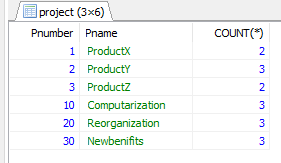 project (3×6)
Pnumber Pname COUNT(*)
1 ProductX 2
2 ProductY 3
3 ProductZ 2
10 Computarization 3
20 Reorganization 3
30 Newbenifits 3